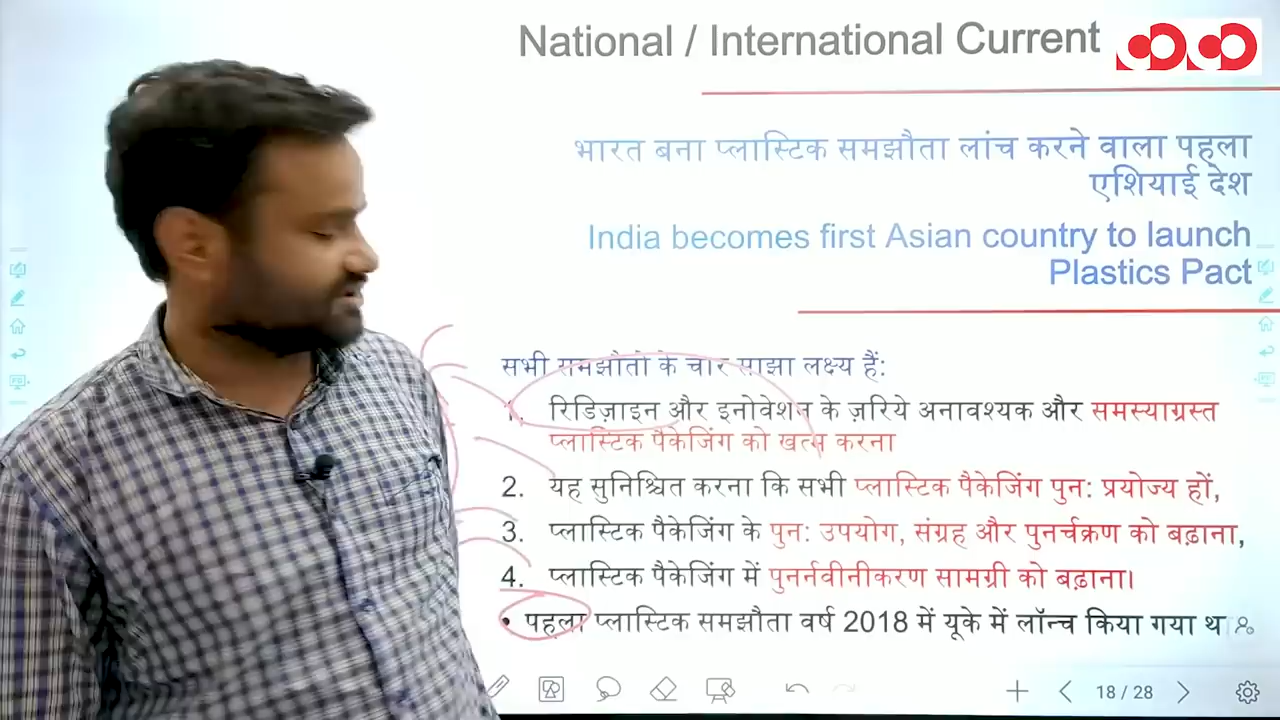 National / International Current
भारत बना प्लास्टिक समझौता लांच करने वाला पहला
एशियाई देश
India becomes first Asian country to launch
Plastics Pact
सभी समझौतों के चार साझा लक्ष्य हैं:
1. रिडिज़ाइन और इनोवेशन के ज़रिये अनावश्यक और समस्याग्रस्त
प्लास्टिक पैकेजिंग को खत्म करना
2. यह सुनिश्चित करना कि सभी प्लास्टिक पैकेजिंग पुन: प्रयोज्य हों,
3. प्लास्टिक पैकेजिंग के पुन: उपयोग, संग्रह और पुनर्चक्रण को बढ़ाना,
4. प्लास्टिक पैकेजिंग में पुनर्नवीनीकरण सामग्री को बढ़ाना।
• पहला प्लास्टिक समझौता वर्ष 2018 में यूके में लॉन्च किया गया थ
18 / 28